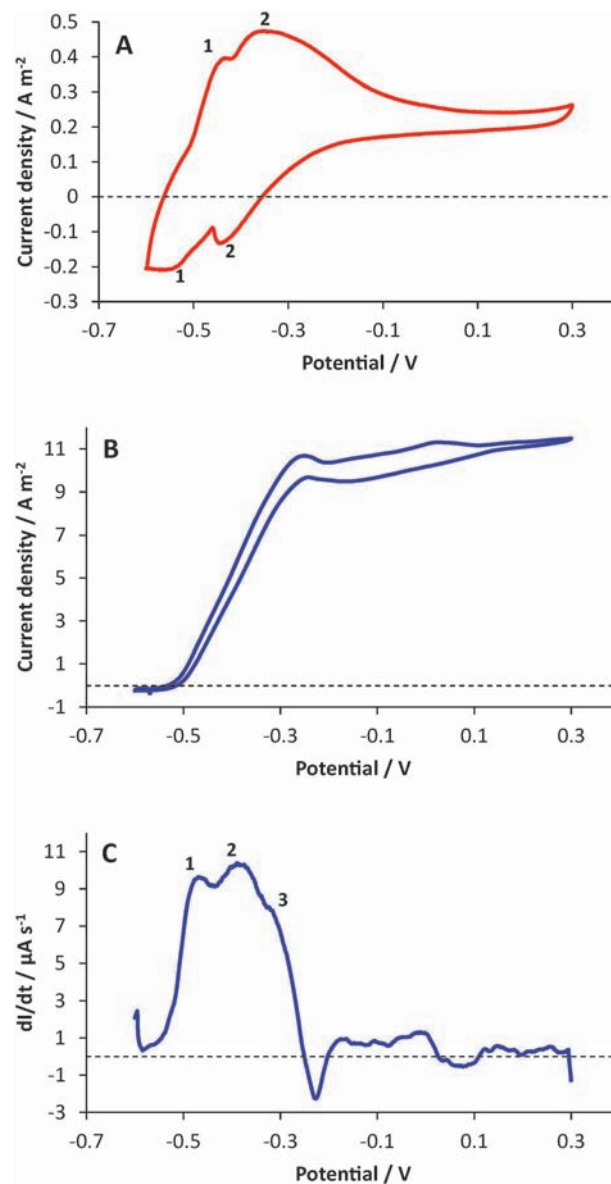 A
1
2
0.5
0.4
0.3
0.2
0.1
0
-0.1
-0.2
-0.3
1
2
Current density / A m-2
-0.7 -0.5 -0.3 -0.1 0.1 0.3
Potential / V
B
11
9
7
5
3
1
-1
Current density / A m-2
-0.7 -0.5 -0.3 -0.1 0.1 0.3
Potential / V
C
1
2
3
11
9
7
5
3
1
-1
-3
dI/dt / µA s-1
-0.7 -0.5 -0.3 -0.1 0.1 0.3
Potential / V